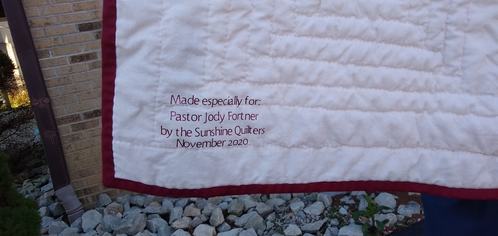 Made especially for:
Pastor Jody Fortner
by the Sunshine Quilters
November 2020